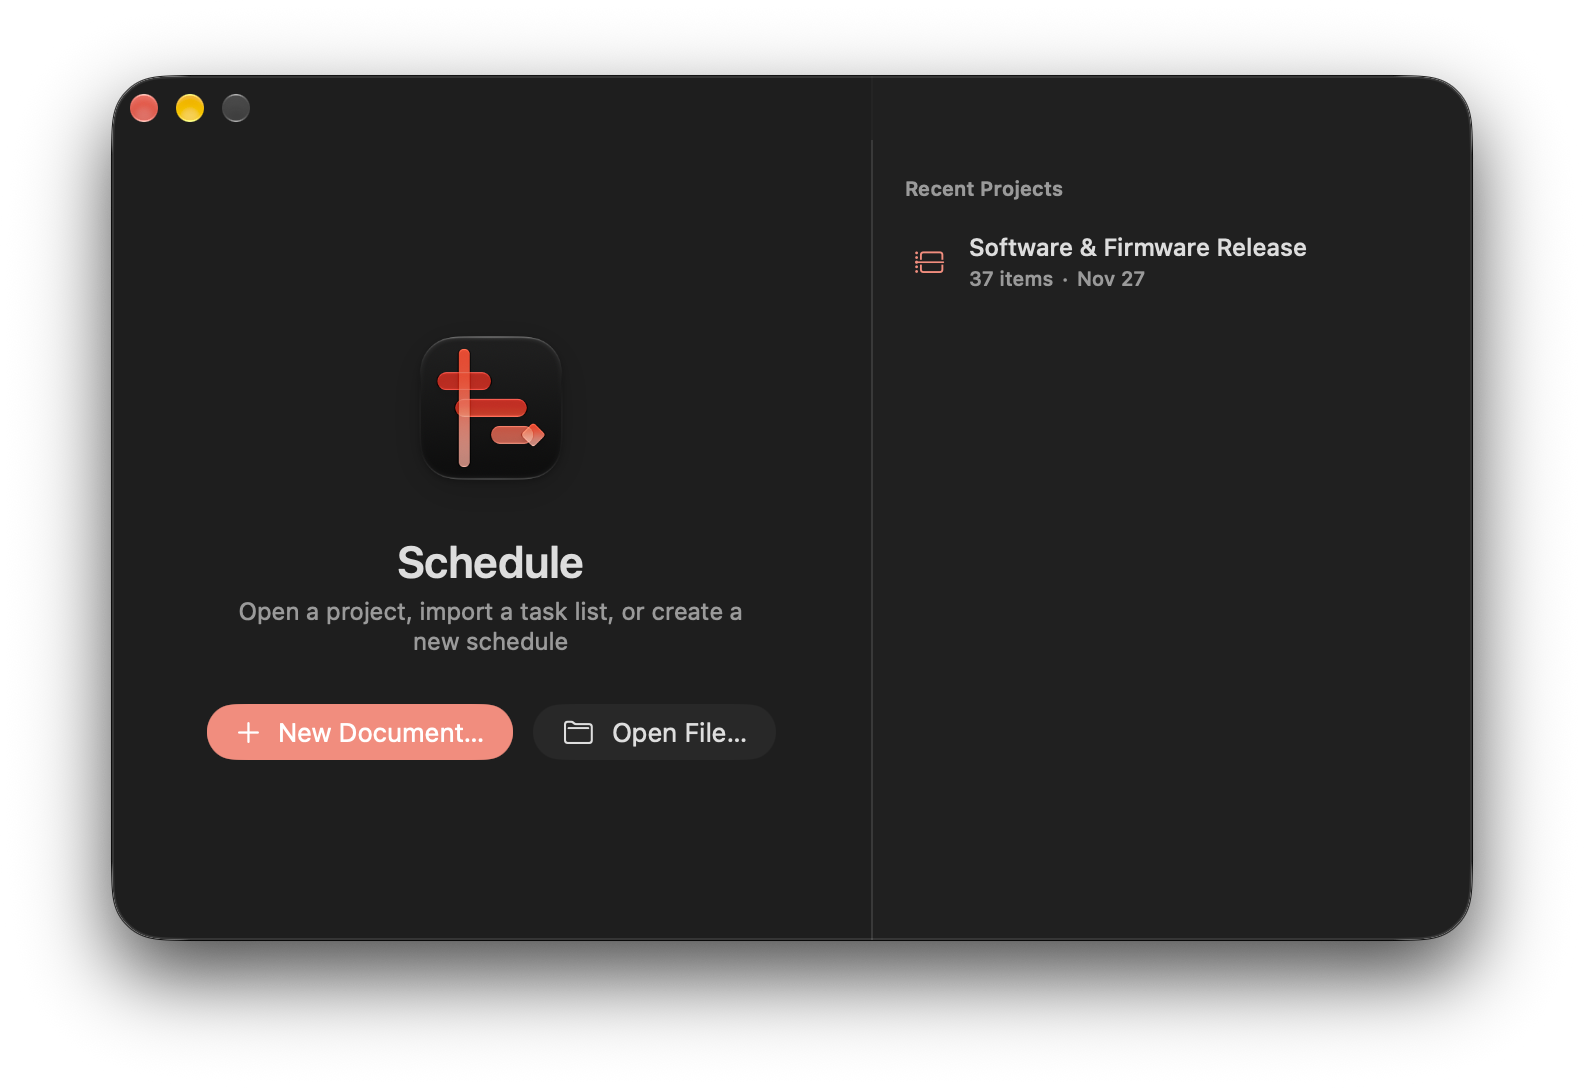 Recent Projects
Software & Firmware Release
37 items · Nov 27
Schedule
Open a project, import a task list, or create a
new schedule
New Document...
Open File...